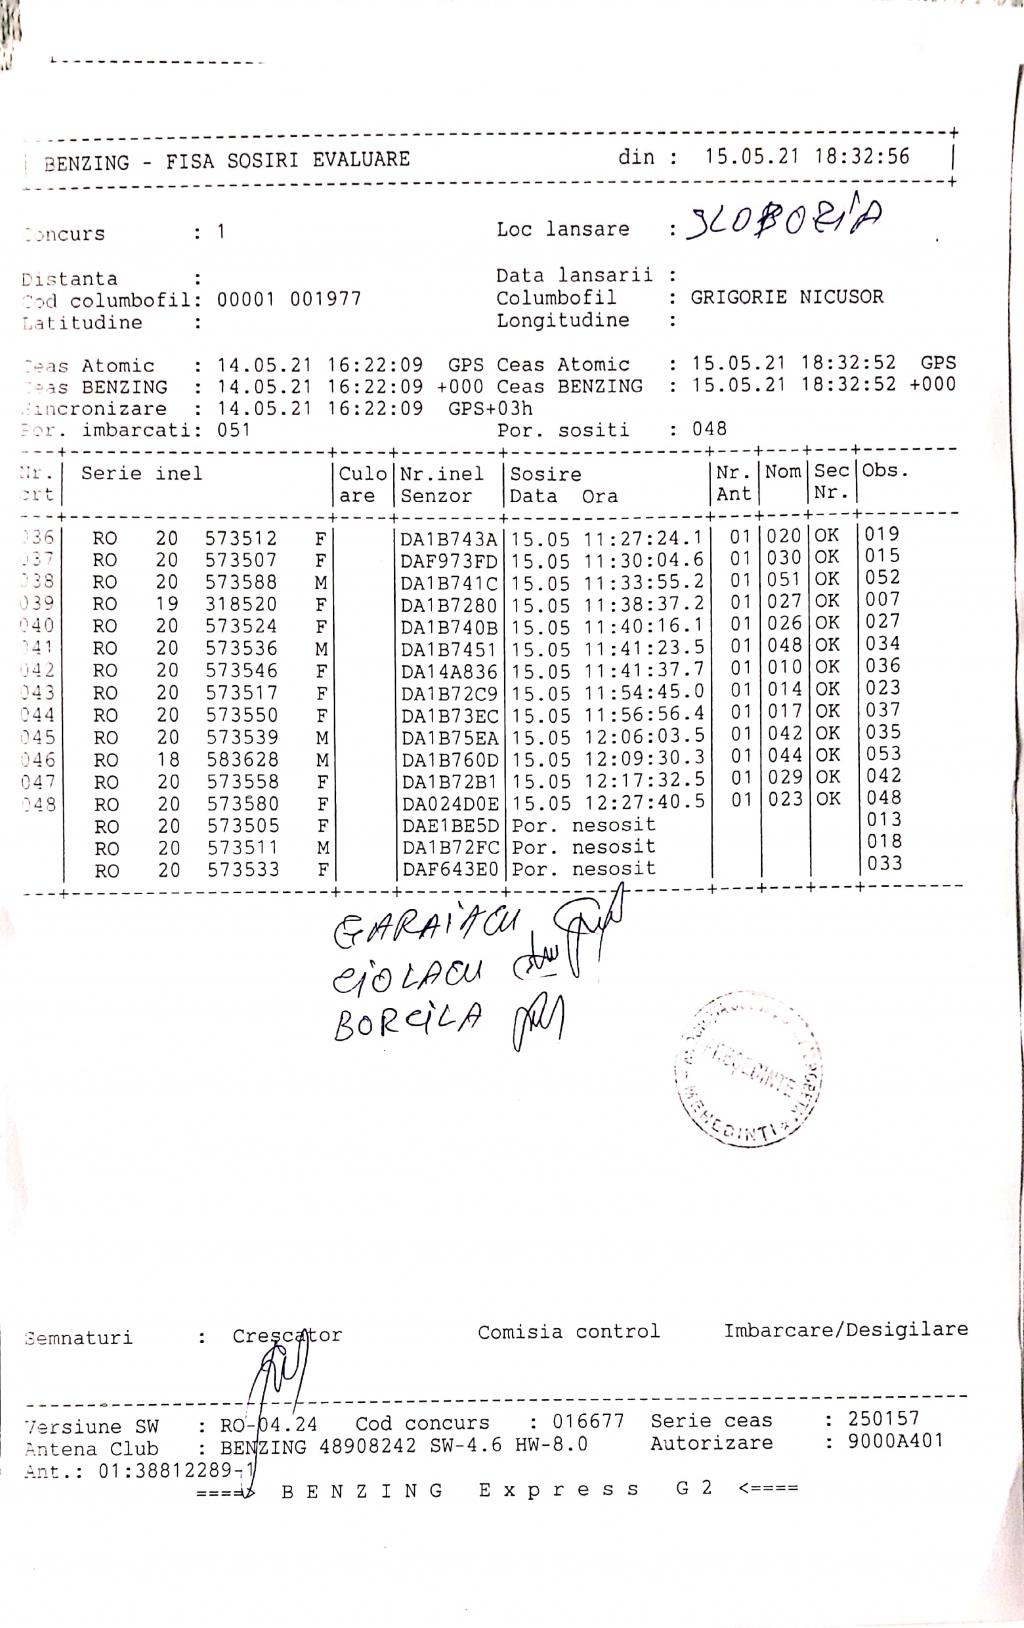 BENZING - FISA SOSIRI EVALUARE din : 15.05.21 18:32:56
Concurs : 1 Loc lansare : SLOBOZIA
Distanta : Data lansarii :
Cod columbofil: 00001 001977 Columbofil : GRIGORIE NICUSOR
Latitudine : Longitudine :
Ceas Atomic : 14.05.21 16:22:09 GPS Ceas Atomic : 15.05.21 18:32:52 GPS
Ceas BENZING : 14.05.21 16:22:09 +000 Ceas BENZING : 15.05.21 18:32:52 +000
Sincronizare : 14.05.21 16:22:09 GPS+03h
Por. imbarcati: 051 Por. sositi : 048
Nr. Serie inel Culo Nr.inel Sosire Nr. Nom Sec Obs.
crt are Senzor Data Ora Ant Nr.
036 RO 20 573512 F DA1B743A 15.05 11:27:24.1 01 020 OK 019
037 RO 20 573507 F DAF973FD 15.05 11:30:04.6 01 030 OK 015
038 RO 20 573588 M DA1B741C 15.05 11:33:55.2 01 051 OK 052
039 RO 19 318520 F DA1B7280 15.05 11:38:37.2 01 027 OK 007
040 RO 20 573524 F DA1B740B 15.05 11:40:16.1 01 026 OK 027
041 RO 20 573536 M DA1B7451 15.05 11:41:23.5 01 048 OK 034
042 RO 20 573546 F DA14A836 15.05 11:41:37.7 01 010 OK 036
043 RO 20 573517 F DA1B72C9 15.05 11:54:45.0 01 014 OK 023
044 RO 20 573550 F DA1B73EC 15.05 11:56:56.4 01 017 OK 037
045 RO 20 573539 M DA1B75EA 15.05 12:06:03.5 01 042 OK 035
046 RO 18 583628 M DA1B760D 15.05 12:09:30.3 01 044 OK 053
047 RO 20 573558 F DA1B72B1 15.05 12:17:32.5 01 029 OK 042
048 RO 20 573580 F DA024D0E 15.05 12:27:40.5 01 023 OK 048
RO 20 573505 F DAE1BE5D Por. nesosit 013
RO 20 573511 M DA1B72FC Por. nesosit 018
RO 20 573533 F DAF643E0 Por. nesosit 033
GARAIACU
CIOLACU
BORCILA
PRESEDINTE
MEHEDINTI
Semnaturi : Crescator Comisia control Imbarcare/Desigilare
Versiune SW : RO-04.24 Cod concurs : 016677 Serie ceas : 250157
Antena Club : BENZING 48908242 SW-4.6 HW-8.0 Autorizare : 9000A401
Ant.: 01:38812289-1
====> B E N Z I N G E x p r e s s G 2 <====